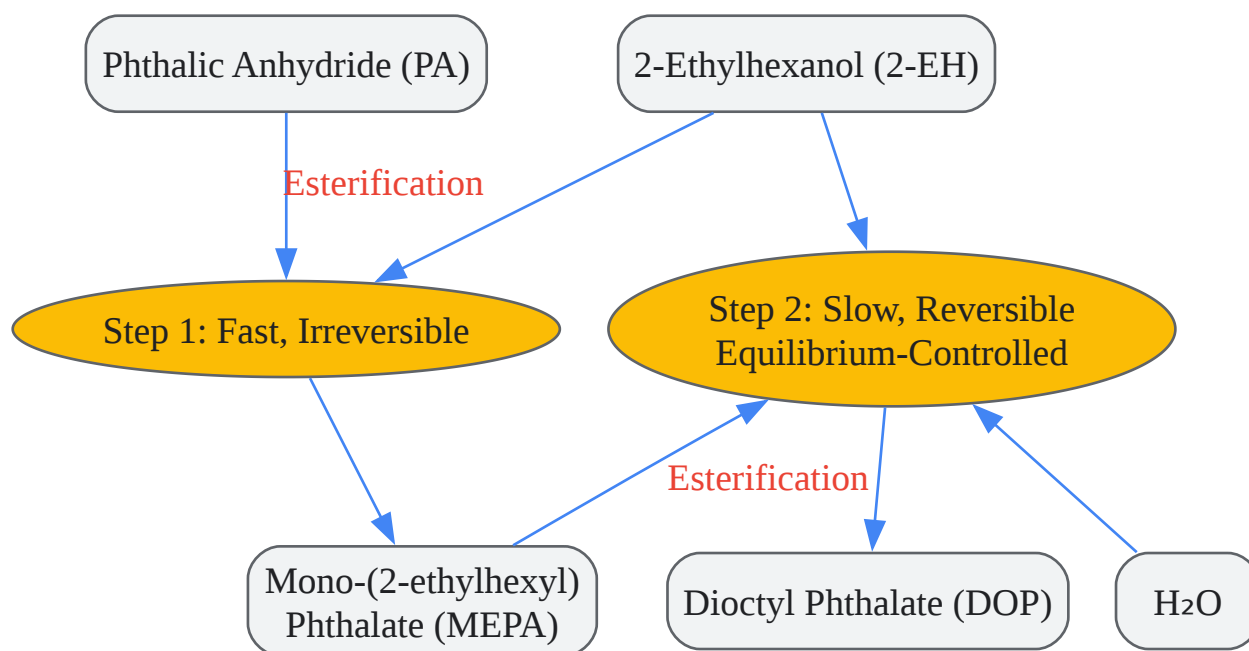 Phthalic Anhydride (PA)
2-Ethylhexanol (2-EH)
Esterification
Step 1: Fast, Irreversible
Step 2: Slow, Reversible
Equilibrium-Controlled
Esterification
Mono-(2-ethylhexyl)
Phthalate (MEPA)
Dioctyl Phthalate (DOP)
H₂O